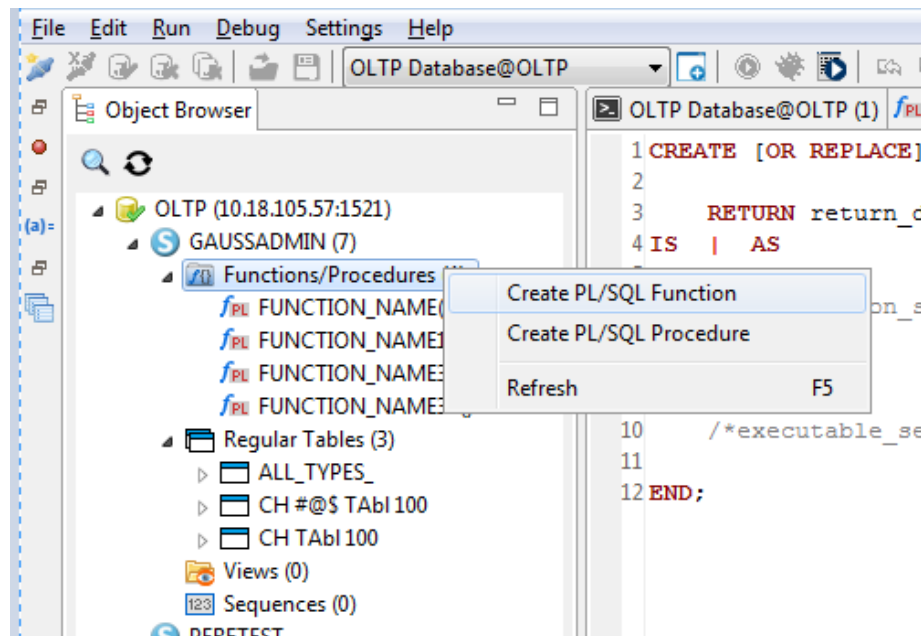 File Edit Run Debug Settings Help
OLTP Database@OLTP
Object Browser
OLTP Database@OLTP (1)
(a)=
OLTP (10.18.105.57:1521)
GAUSSADMIN (7)
Functions/Procedures
FUNCTION_NAME(
FUNCTION_NAME1
FUNCTION_NAME3
FUNCTION_NAME3
Regular Tables (3)
ALL_TYPES_
CH #@$ TAbl 100
CH TAbl 100
Views (0)
123 Sequences (0)
Create PL/SQL Function
Create PL/SQL Procedure
Refresh F5
1 CREATE [OR REPLACE]
2
3 RETURN return_
4 IS | AS
10 /*executable_se
11
12 END;